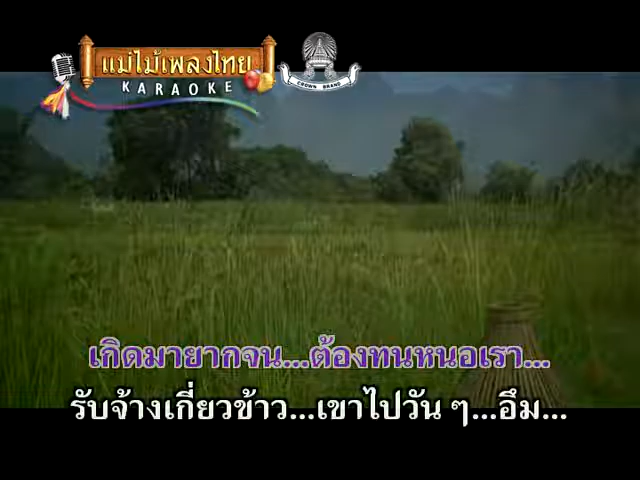 แม่ไม้เพลงไทย
KARAOKE
CROWN BRAND
เกิดมายากจน...ต้องทนหนอเรา...
รับจ้างเกี่ยวข้าว...เขาไปวัน ๆ...อืม...